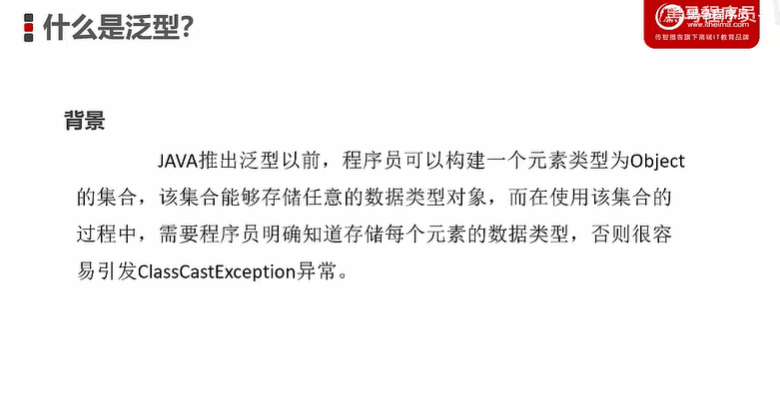 什么是泛型？
黑马程序员
www.itheima.com
传智播客旗下高端IT教育品牌
背景
JAVA推出泛型以前，程序员可以构建一个元素类型为Object
的集合，该集合能够存储任意的数据类型对象，而在使用该集合的
过程中，需要程序员明确知道存储每个元素的数据类型，否则很容
易引发ClassCastException异常。